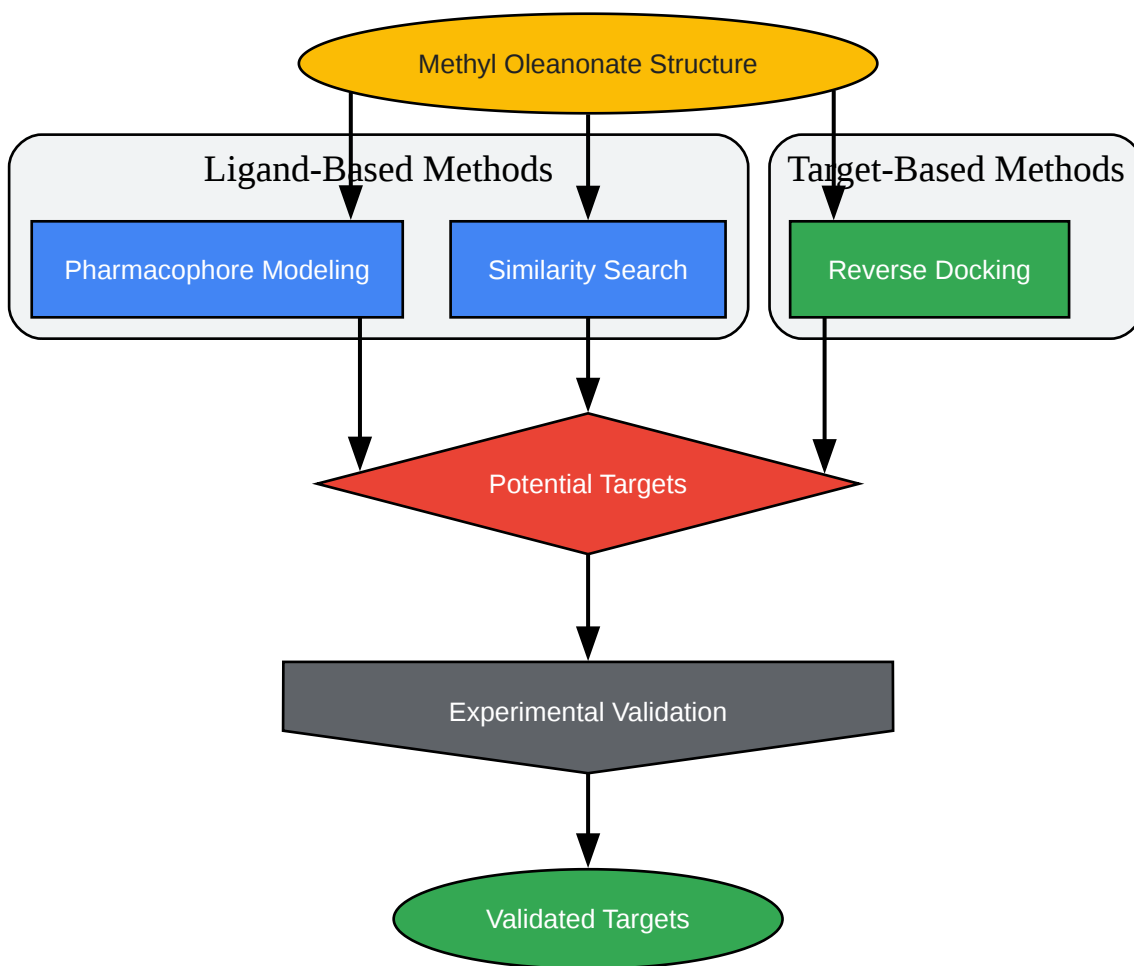 Methyl Oleanonate Structure
Ligand-Based Methods
Target-Based Methods
Pharmacophore Modeling
Similarity Search
Reverse Docking
Potential Targets
Experimental Validation
Validated Targets